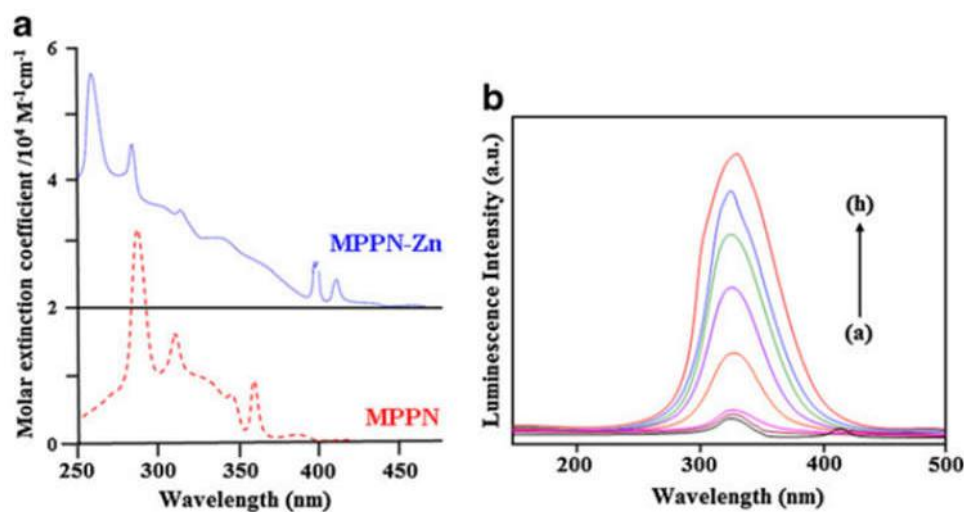 a
Molar extinction coefficient /10⁴ M⁻¹cm⁻¹
6
4
2
2
0
MPPN-Zn
MPPN
250
300
350
400
450
Wavelength (nm)
b
Luminescence Intensity (a.u.)
(h)
(a)
200
300
400
500
Wavelength (nm)